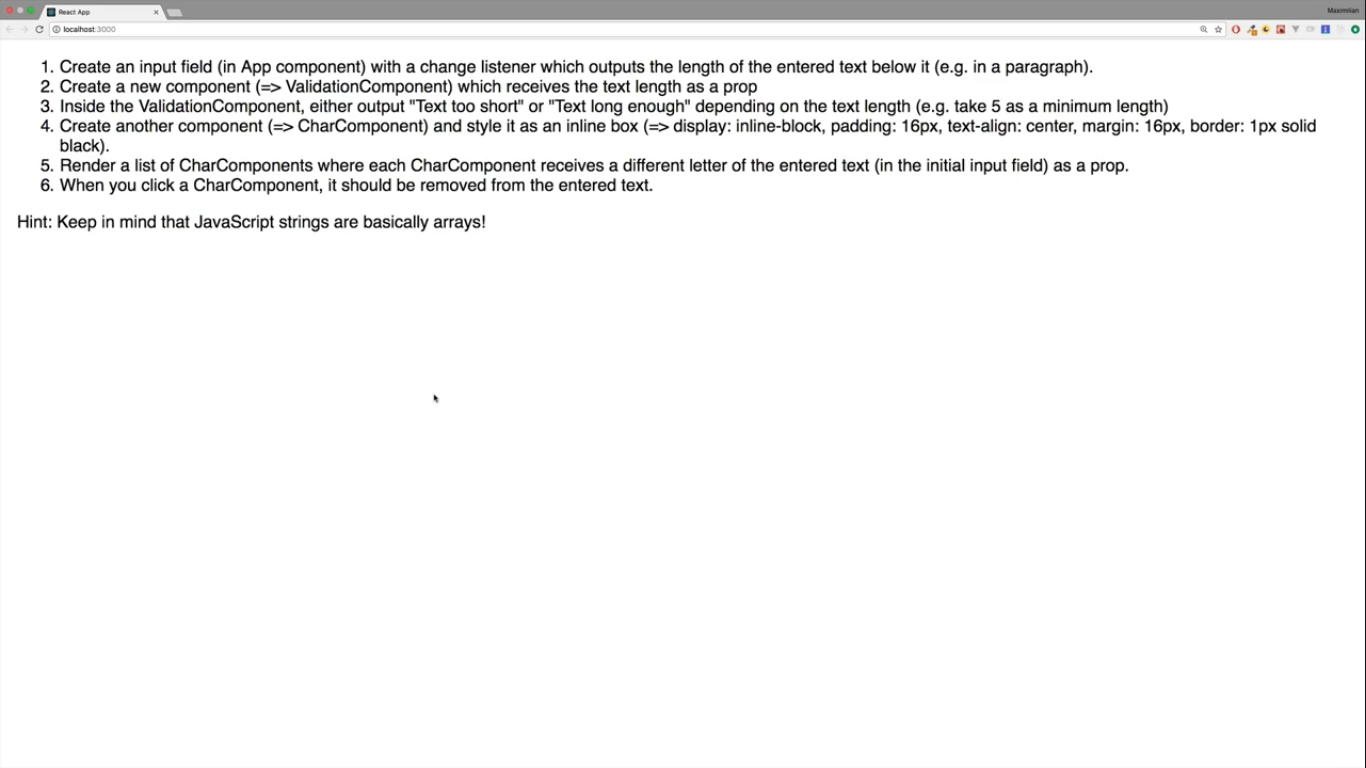 React App
Maximilian
localhost:3000
1. Create an input field (in App component) with a change listener which outputs the length of the entered text below it (e.g. in a paragraph).
2. Create a new component (=> ValidationComponent) which receives the text length as a prop
3. Inside the ValidationComponent, either output "Text too short" or "Text long enough" depending on the text length (e.g. take 5 as a minimum length)
4. Create another component (=> CharComponent) and style it as an inline box (=> display: inline-block, padding: 16px, text-align: center, margin: 16px, border: 1px solid
black).
5. Render a list of CharComponents where each CharComponent receives a different letter of the entered text (in the initial input field) as a prop.
6. When you click a CharComponent, it should be removed from the entered text.
Hint: Keep in mind that JavaScript strings are basically arrays!